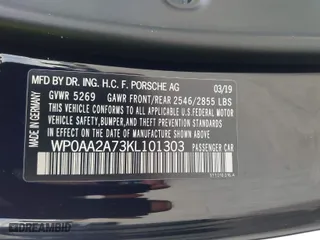 MFD BY DR. ING. H.C. F. PORSCHE AG 03/19
GVWR 5269 GAWR FRONT/REAR 2546/2855 LBS
THIS VEHICLE CONFORMS TO ALL APPLICABLE FEDERAL MOTOR VEHICLE
SAFETY, BUMPER, AND THEFT PREVENTION STANDARDS IN EFFECT
ON THE DATE OF MANUFACTURE SHOWN ABOVE
WP0AA2A73KL101303 PASSENGER CAR
MADE IN GERMANY
DREAMBID